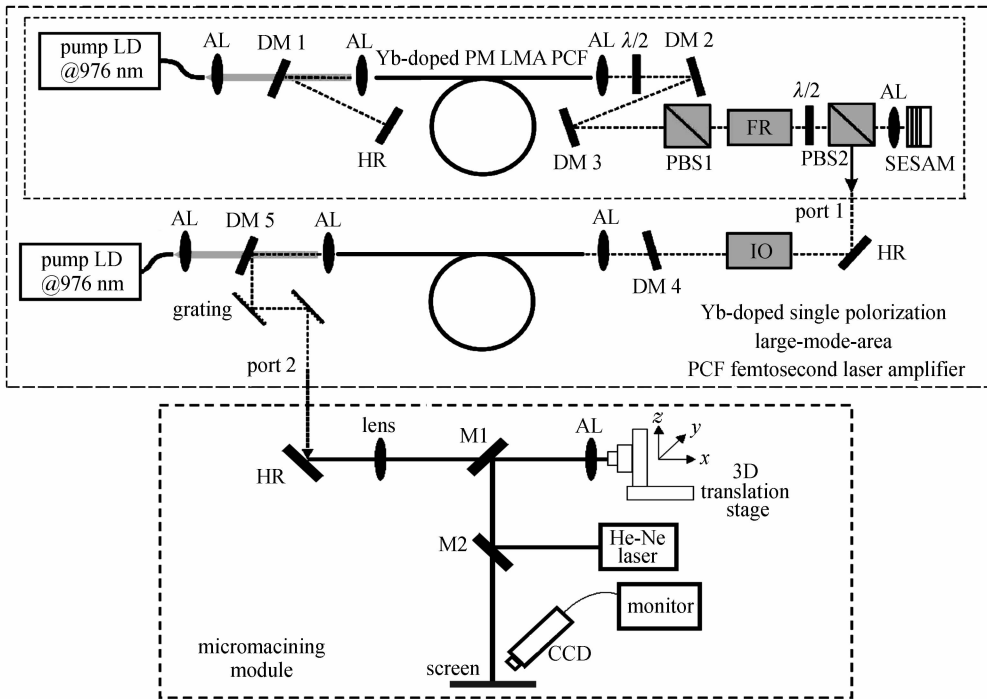 pump LD
@976 nm
AL
DM 1
AL
Yb-doped PM LMA PCF
AL
λ/2
DM 2
HR
DM 3
PBS1
FR
λ/2
PBS2
AL
SESAM
port 1
pump LD
@976 nm
AL
DM 5
AL
AL
DM 4
IO
HR
grating
port 2
Yb-doped single polorization
large-mode-area
PCF femtosecond laser amplifier
HR
lens
M1
AL
z
y
x
3D
translation
stage
M2
He-Ne
laser
monitor
CCD
screen
micromacining
module